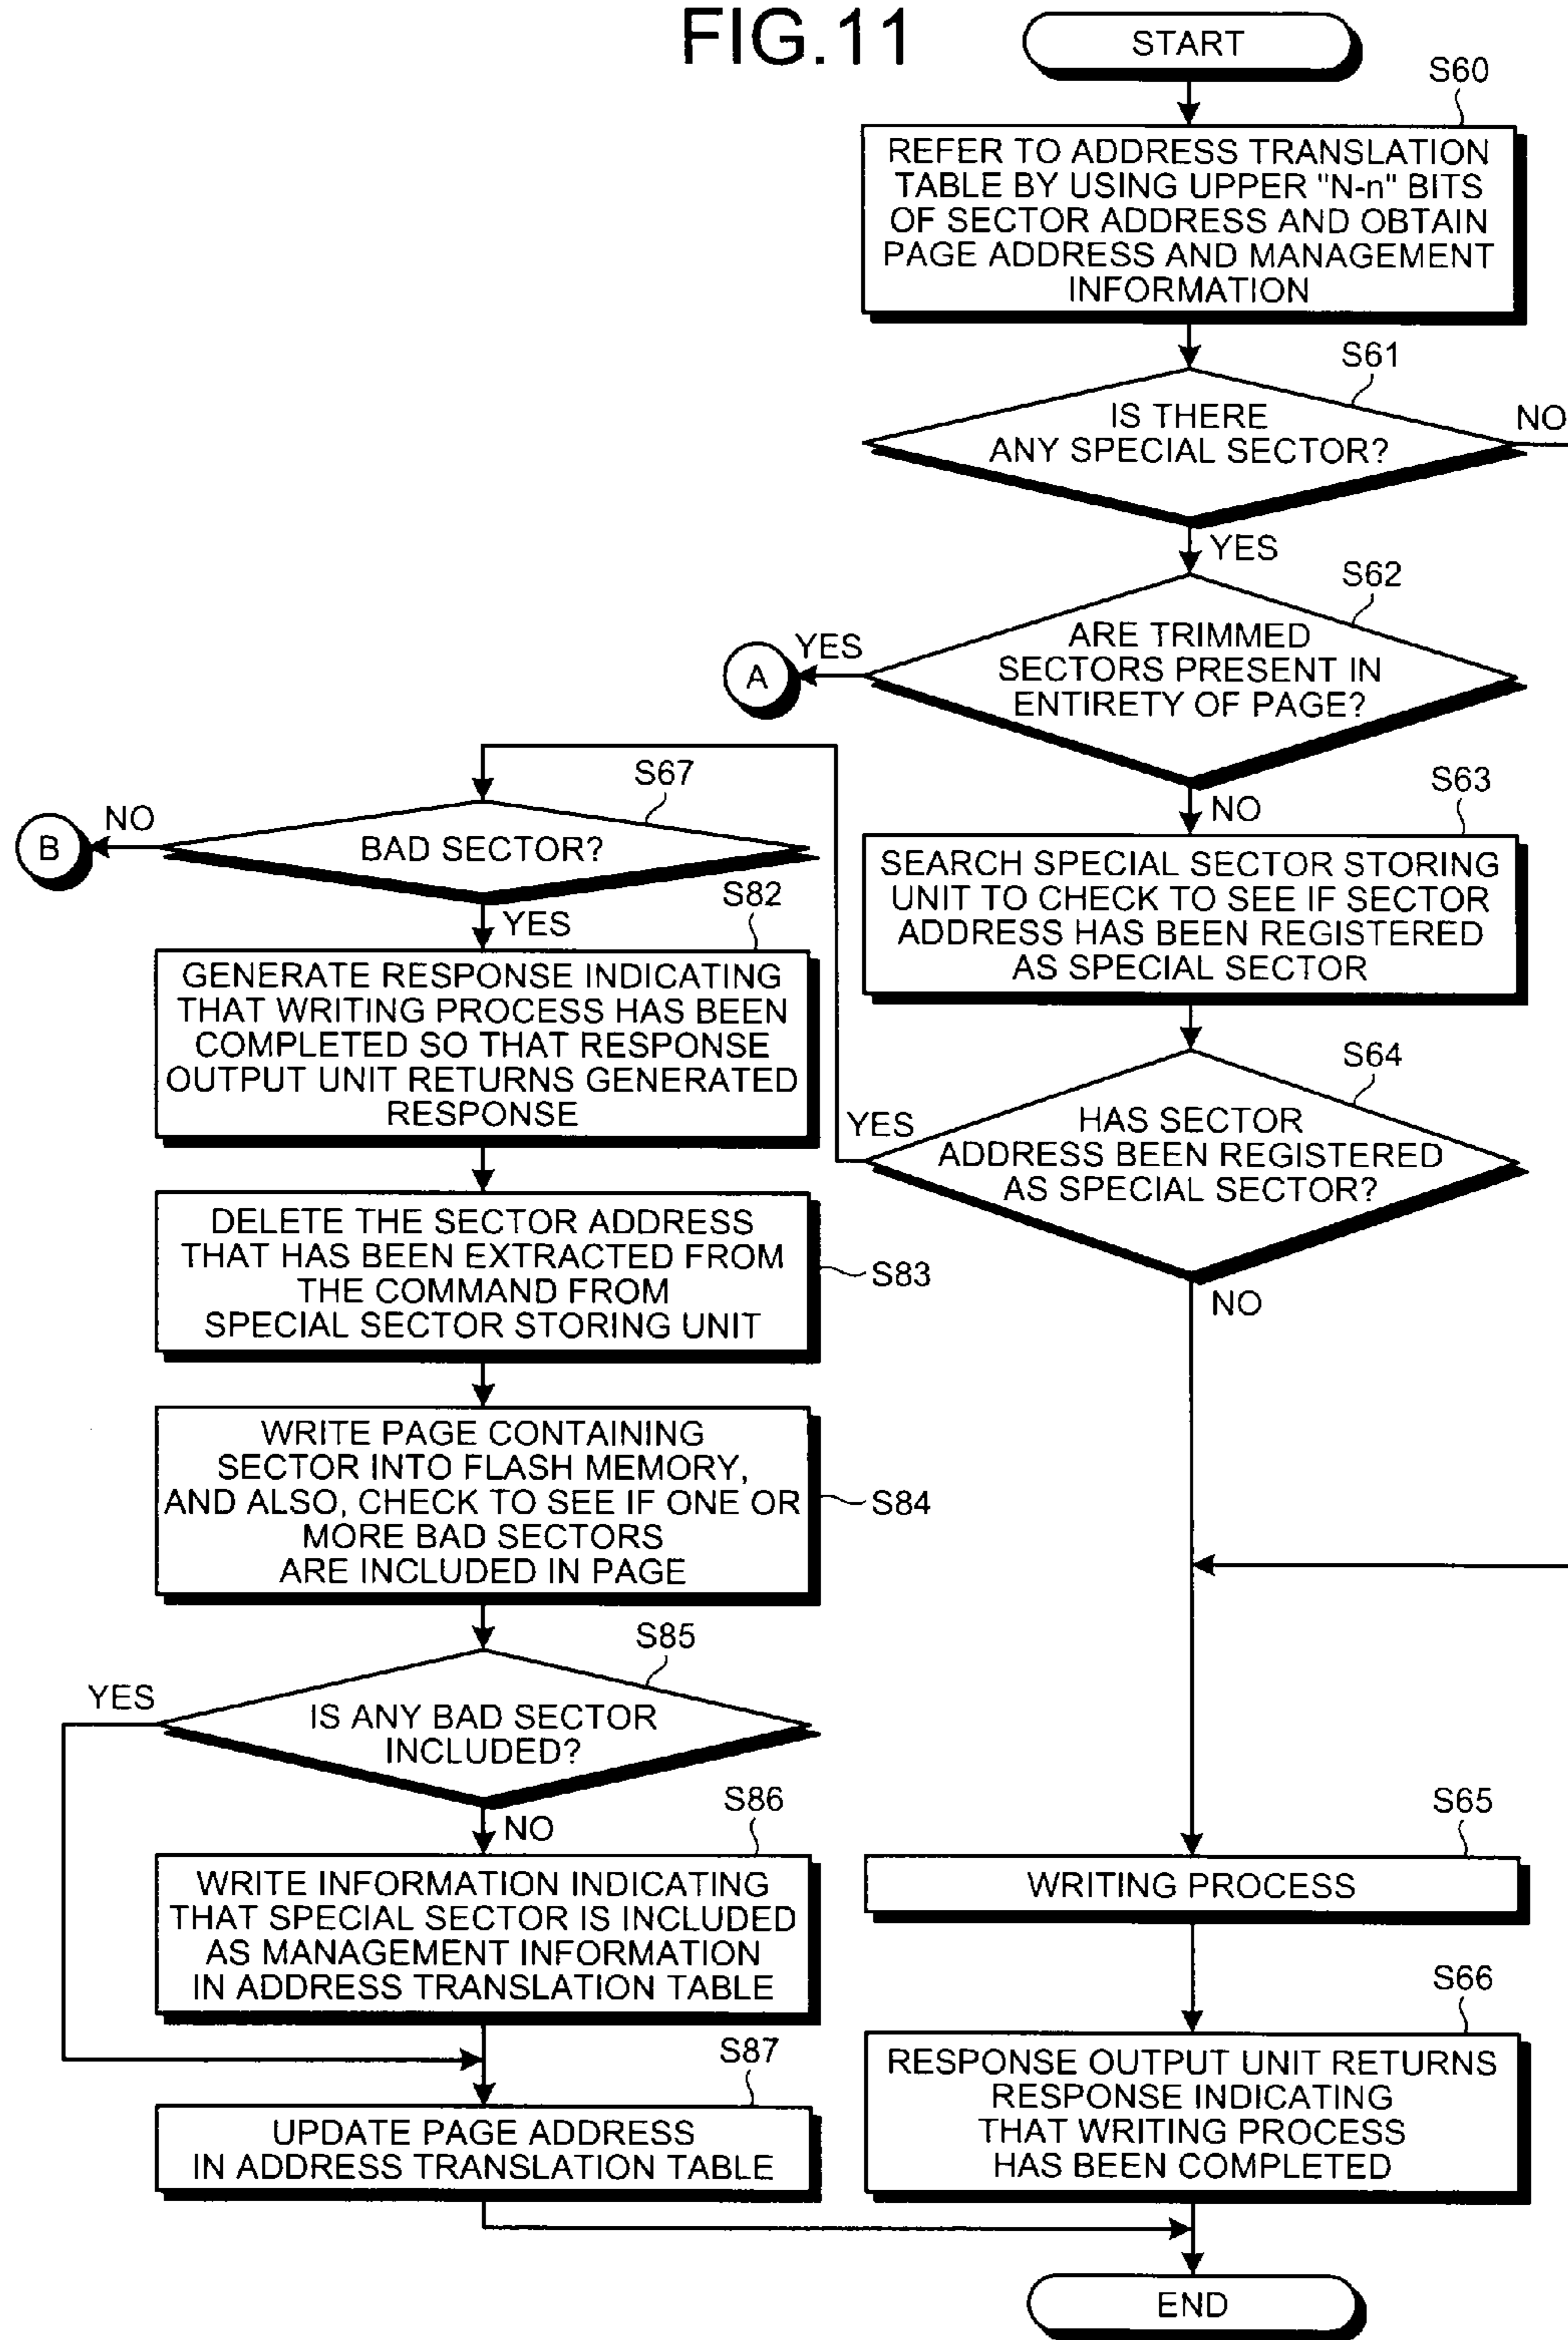 FIG.11
START
S60
REFER TO ADDRESS TRANSLATION
TABLE BY USING UPPER "N-n" BITS
OF SECTOR ADDRESS AND OBTAIN
PAGE ADDRESS AND MANAGEMENT
INFORMATION
S61
IS THERE
ANY SPECIAL SECTOR?
NO
YES
S62
ARE TRIMMED
SECTORS PRESENT IN
ENTIRETY OF PAGE?
YES
A
NO
S63
SEARCH SPECIAL SECTOR STORING
UNIT TO CHECK TO SEE IF SECTOR
ADDRESS HAS BEEN REGISTERED
AS SPECIAL SECTOR
S64
HAS SECTOR
ADDRESS BEEN REGISTERED
AS SPECIAL SECTOR?
YES
NO
S67
BAD SECTOR?
NO
B
YES
S82
GENERATE RESPONSE INDICATING
THAT WRITING PROCESS HAS BEEN
COMPLETED SO THAT RESPONSE
OUTPUT UNIT RETURNS GENERATED
RESPONSE
DELETE THE SECTOR ADDRESS
THAT HAS BEEN EXTRACTED FROM
THE COMMAND FROM
SPECIAL SECTOR STORING UNIT
S83
WRITE PAGE CONTAINING
SECTOR INTO FLASH MEMORY,
AND ALSO, CHECK TO SEE IF ONE OR
MORE BAD SECTORS
ARE INCLUDED IN PAGE
S84
S85
IS ANY BAD SECTOR
INCLUDED?
YES
NO
S86
WRITE INFORMATION INDICATING
THAT SPECIAL SECTOR IS INCLUDED
AS MANAGEMENT INFORMATION
IN ADDRESS TRANSLATION TABLE
S87
UPDATE PAGE ADDRESS
IN ADDRESS TRANSLATION TABLE
S65
WRITING PROCESS
S66
RESPONSE OUTPUT UNIT RETURNS
RESPONSE INDICATING
THAT WRITING PROCESS
HAS BEEN COMPLETED
END